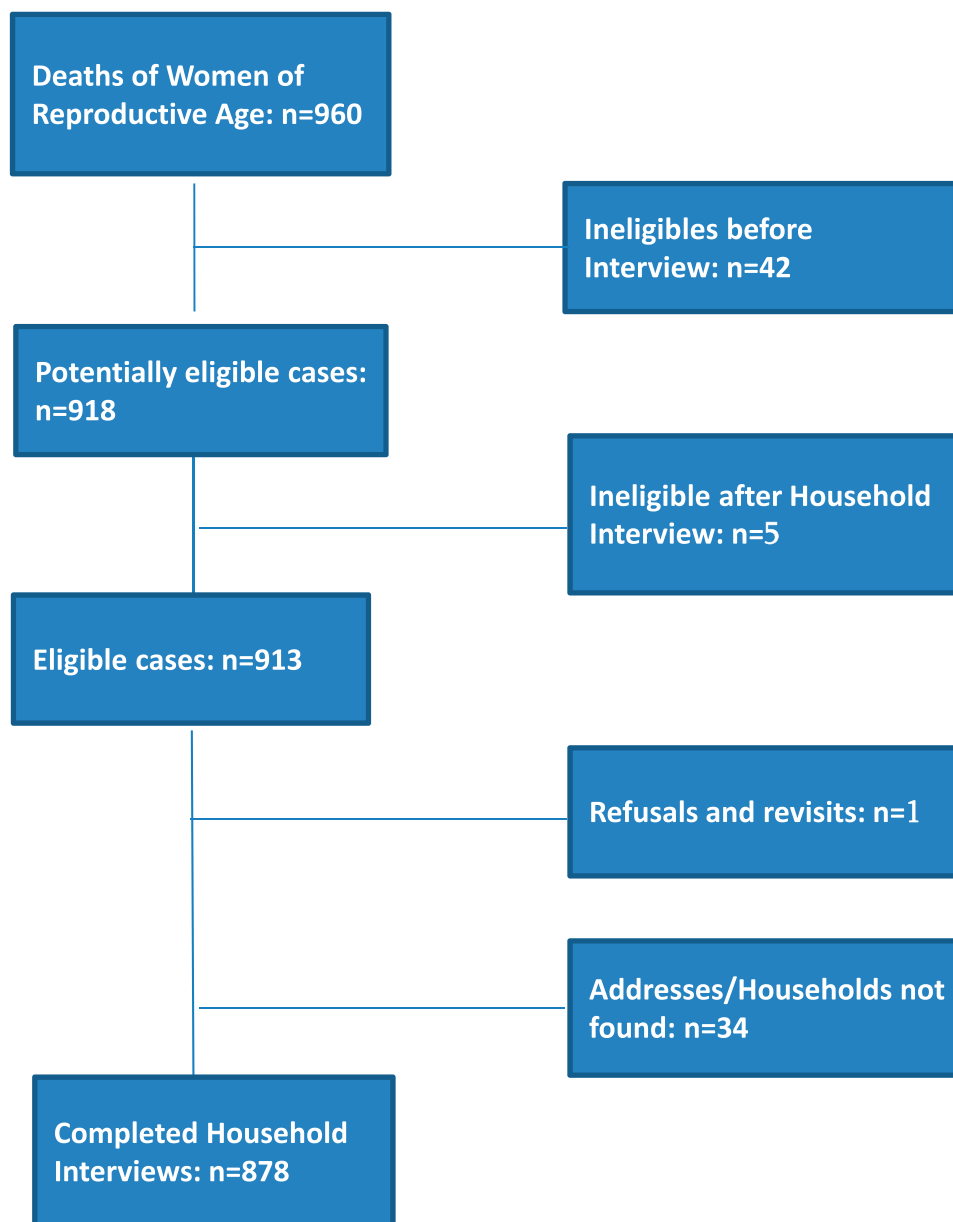 Deaths of Women of
Reproductive Age: n=960
Ineligibles before
Interview: n=42
Potentially eligible cases:
n=918
Ineligible after Household
Interview: n=5
Eligible cases: n=913
Refusals and revisits: n=1
Addresses/Households not
found: n=34
Completed Household
Interviews: n=878